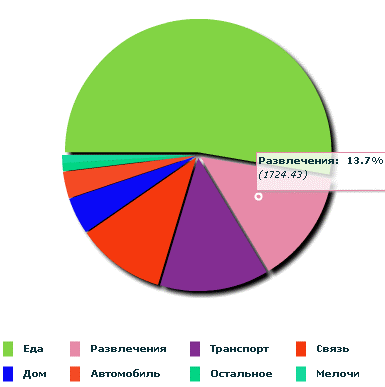 Развлечения: 13.7%
(1724.43)
Еда Развлечения Транспорт Связь
Дом Автомобиль Остальное Мелочи